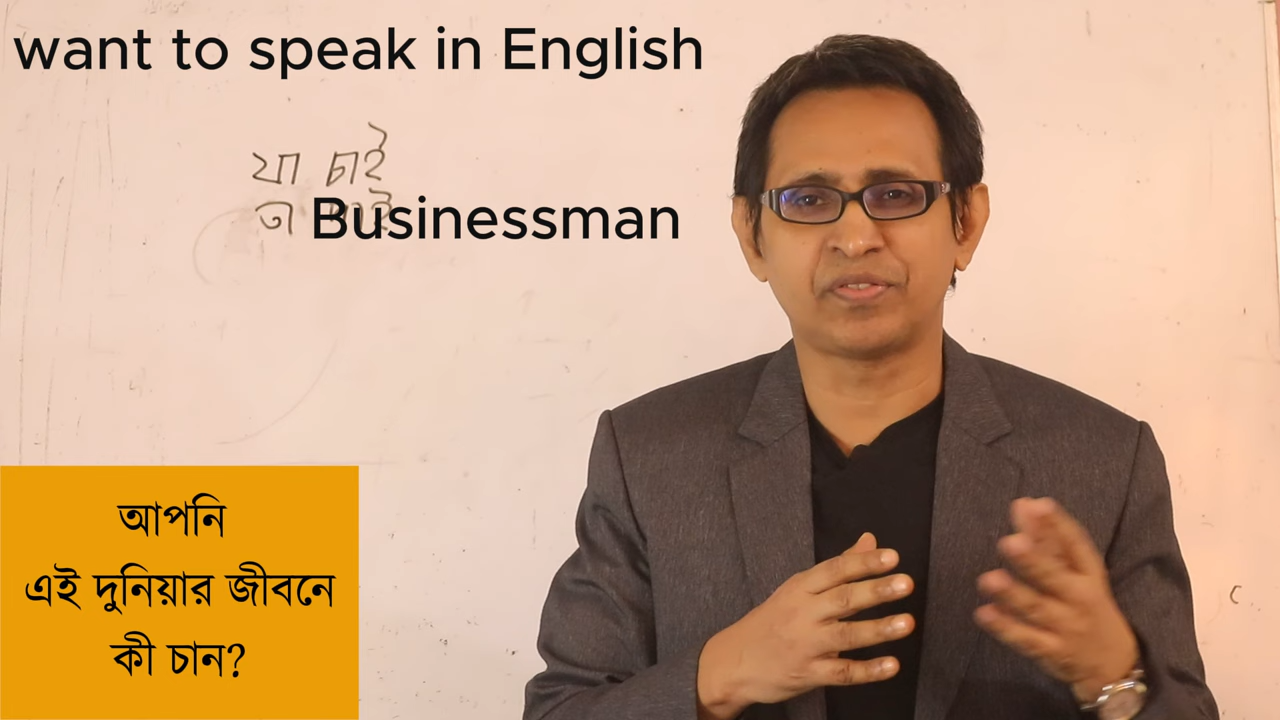 want to speak in English
যা চাই
তা
Businessman
আপনি
এই দুনিয়ার জীবনে
কী চান?